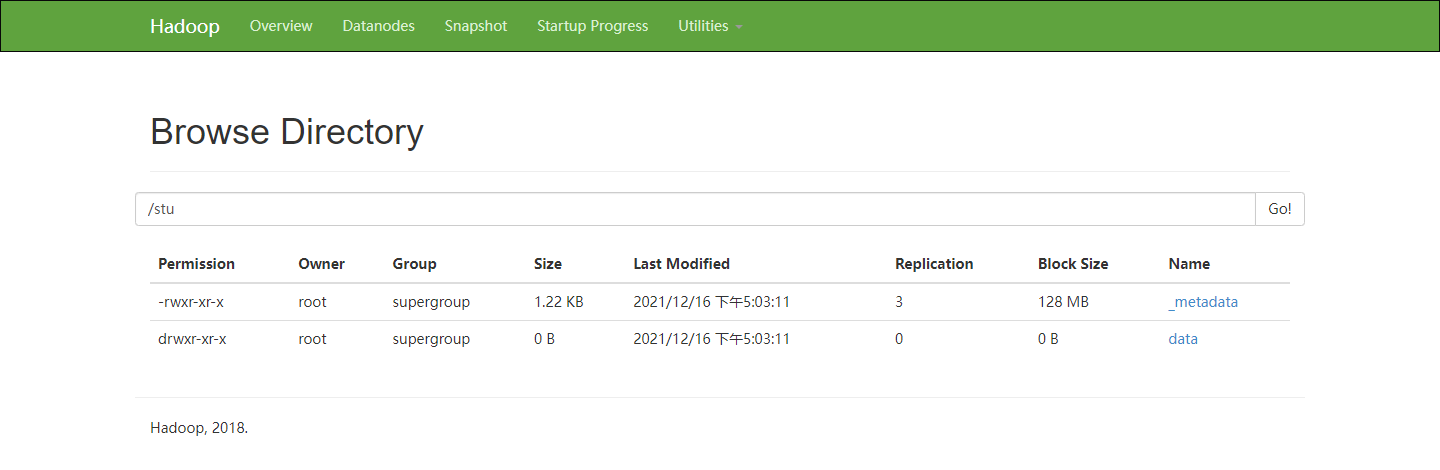 Hadoop Overview Datanodes Snapshot Startup Progress Utilities
Browse Directory
/stu Go!
Permission Owner Group Size Last Modified Replication Block Size Name
-rwxr-xr-x root supergroup 1.22 KB 2021/12/16 下午5:03:11 3 128 MB _metadata
drwxr-xr-x root supergroup 0 B 2021/12/16 下午5:03:11 0 0 B data
Hadoop, 2018.